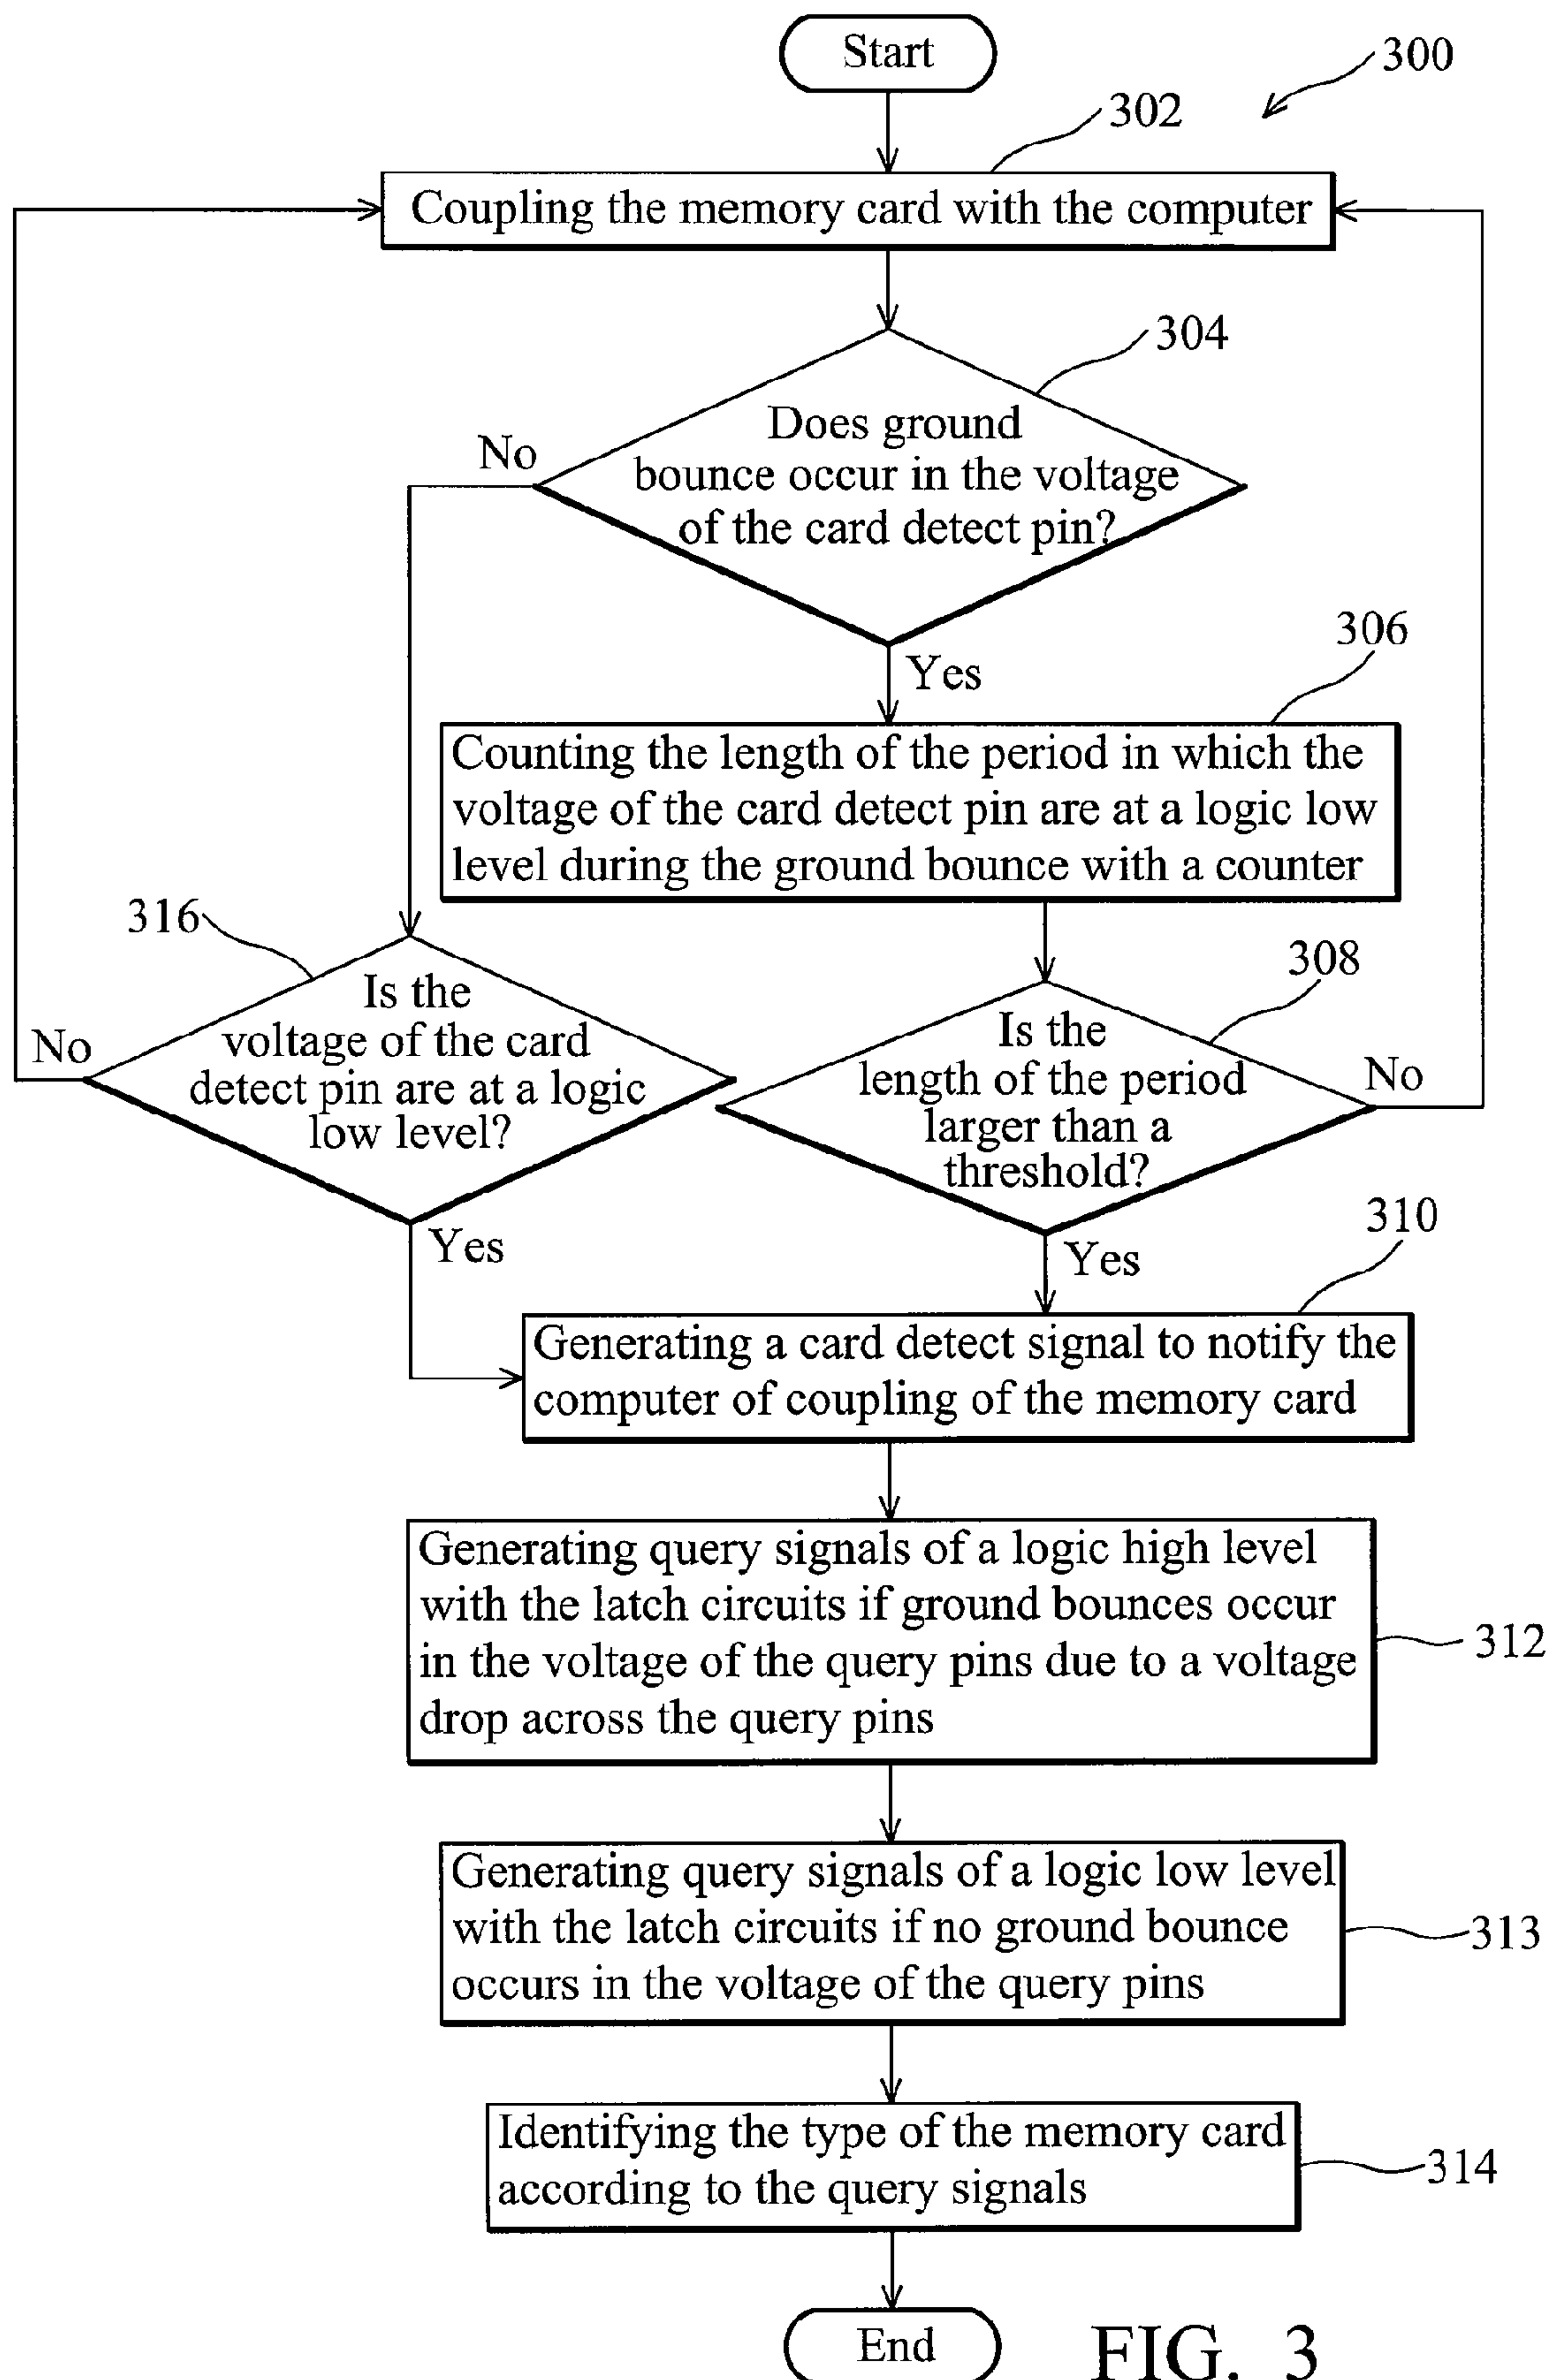 Start
300
302
Coupling the memory card with the computer
304
Does ground
bounce occur in the voltage
of the card detect pin?
No
Yes
306
Counting the length of the period in which the
voltage of the card detect pin are at a logic low
level during the ground bounce with a counter
316
Is the
voltage of the card
detect pin are at a logic
low level?
No
Yes
308
Is the
length of the period
larger than a
threshold?
No
Yes
310
Generating a card detect signal to notify the
computer of coupling of the memory card
Generating query signals of a logic high level
with the latch circuits if ground bounces occur
in the voltage of the query pins due to a voltage
drop across the query pins
312
Generating query signals of a logic low level
with the latch circuits if no ground bounce
occurs in the voltage of the query pins
313
Identifying the type of the memory card
according to the query signals
314
End
FIG. 3